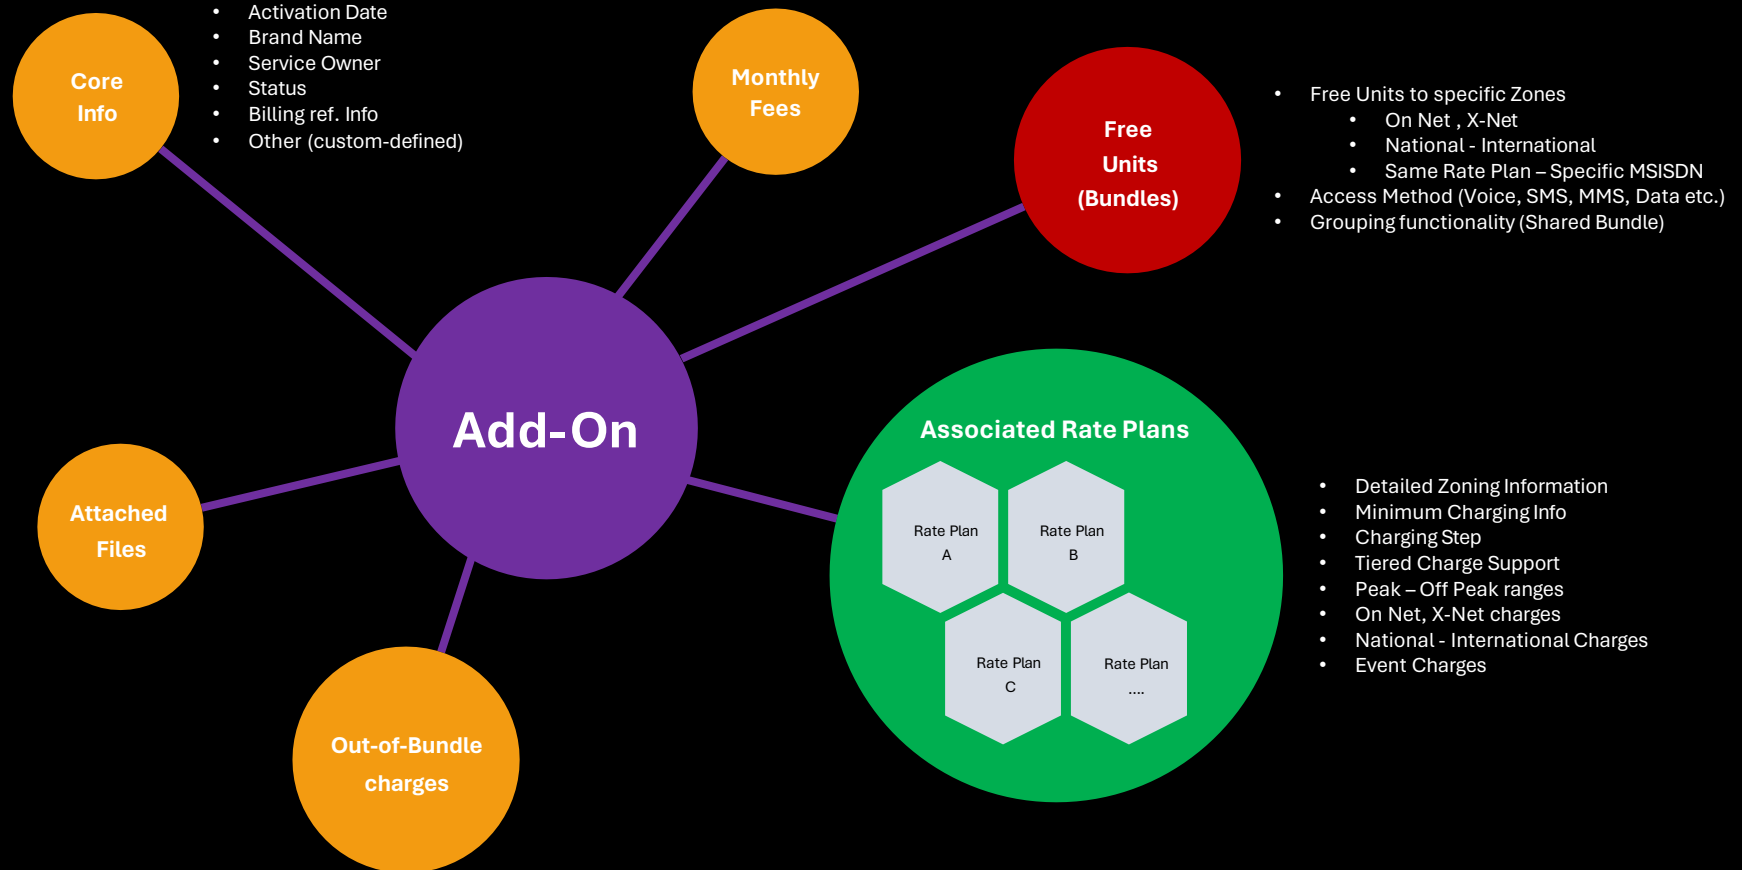 Core
Info
• Activation Date
• Brand Name
• Service Owner
• Status
• Billing ref. Info
• Other (custom-defined)
Monthly
Fees
Free
Units
(Bundles)
• Free Units to specific Zones
• On Net , X-Net
• National - International
• Same Rate Plan – Specific MSISDN
• Access Method (Voice, SMS, MMS, Data etc.)
• Grouping functionality (Shared Bundle)
Add-On
Associated Rate Plans
Rate Plan
A
Rate Plan
B
Rate Plan
C
Rate Plan
....
• Detailed Zoning Information
• Minimum Charging Info
• Charging Step
• Tiered Charge Support
• Peak – Off Peak ranges
• On Net, X-Net charges
• National - International Charges
• Event Charges
Attached
Files
Out-of-Bundle
charges